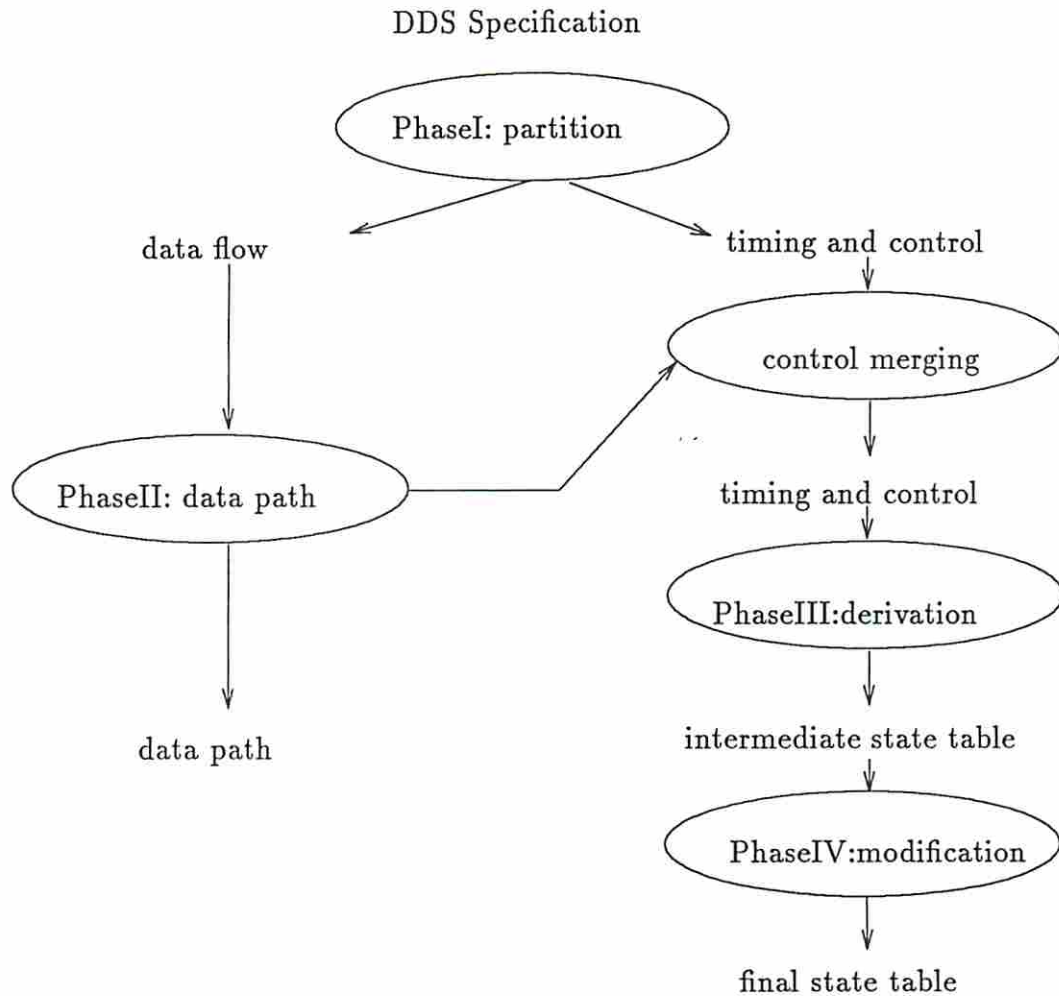 DDS Specification
PhaseI: partition
data flow
timing and control
control merging
PhaseII: data path
timing and control
PhaseIII:derivation
data path
intermediate state table
PhaseIV:modification
final state table